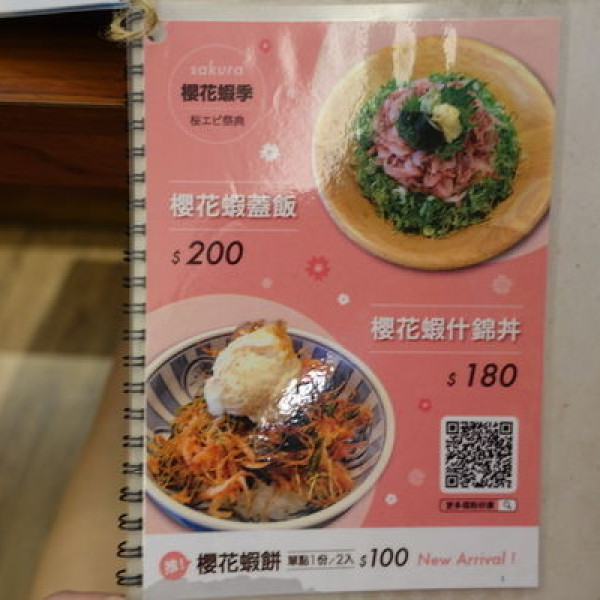 sakura
櫻花蝦季
桜エビ祭典
櫻花蝦蓋飯
$ 200
櫻花蝦什錦丼
$ 180
推! 櫻花蝦餅 單點1份/2入 $100 New Arrival !